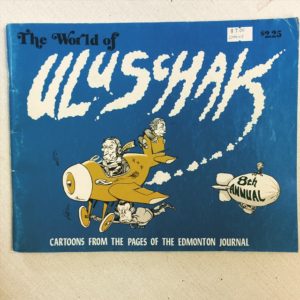 The World of
$2.25
ULUSCHAK
8th
ANNUAL
CARTOONS FROM THE PAGES OF THE EDMONTON JOURNAL